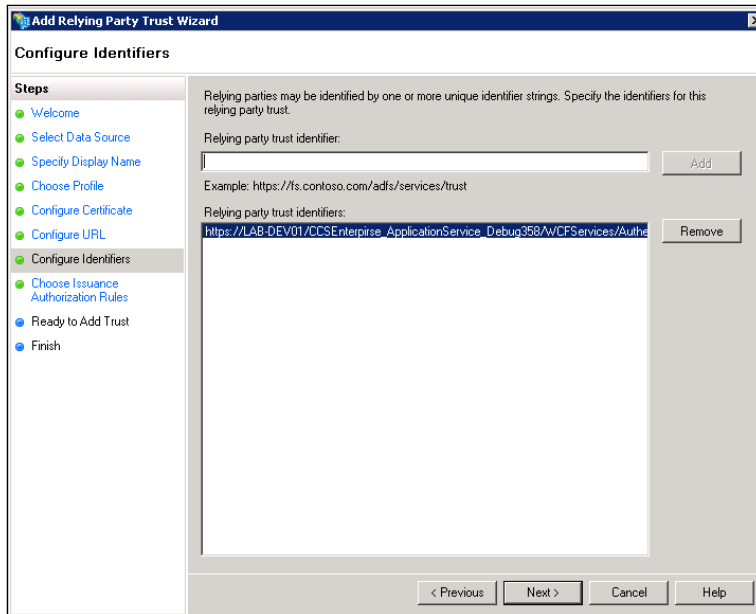 Add Relying Party Trust Wizard
Configure Identifiers
Steps
Welcome
Select Data Source
Specify Display Name
Choose Profile
Configure Certificate
Configure URL
Configure Identifiers
Choose Issuance
Authorization Rules
Ready to Add Trust
Finish
Relying parties may be identified by one or more unique identifier strings. Specify the identifiers for this
relying party trust.
Relying party trust identifier:
Add
Example: https://fs.contoso.com/adfs/services/trust
Relying party trust identifiers:
https://LAB-DEV01/CCSEnterpirse_ApplicationService_Debug358/WCFServices/Authe
Remove
< Previous
Next >
Cancel
Help